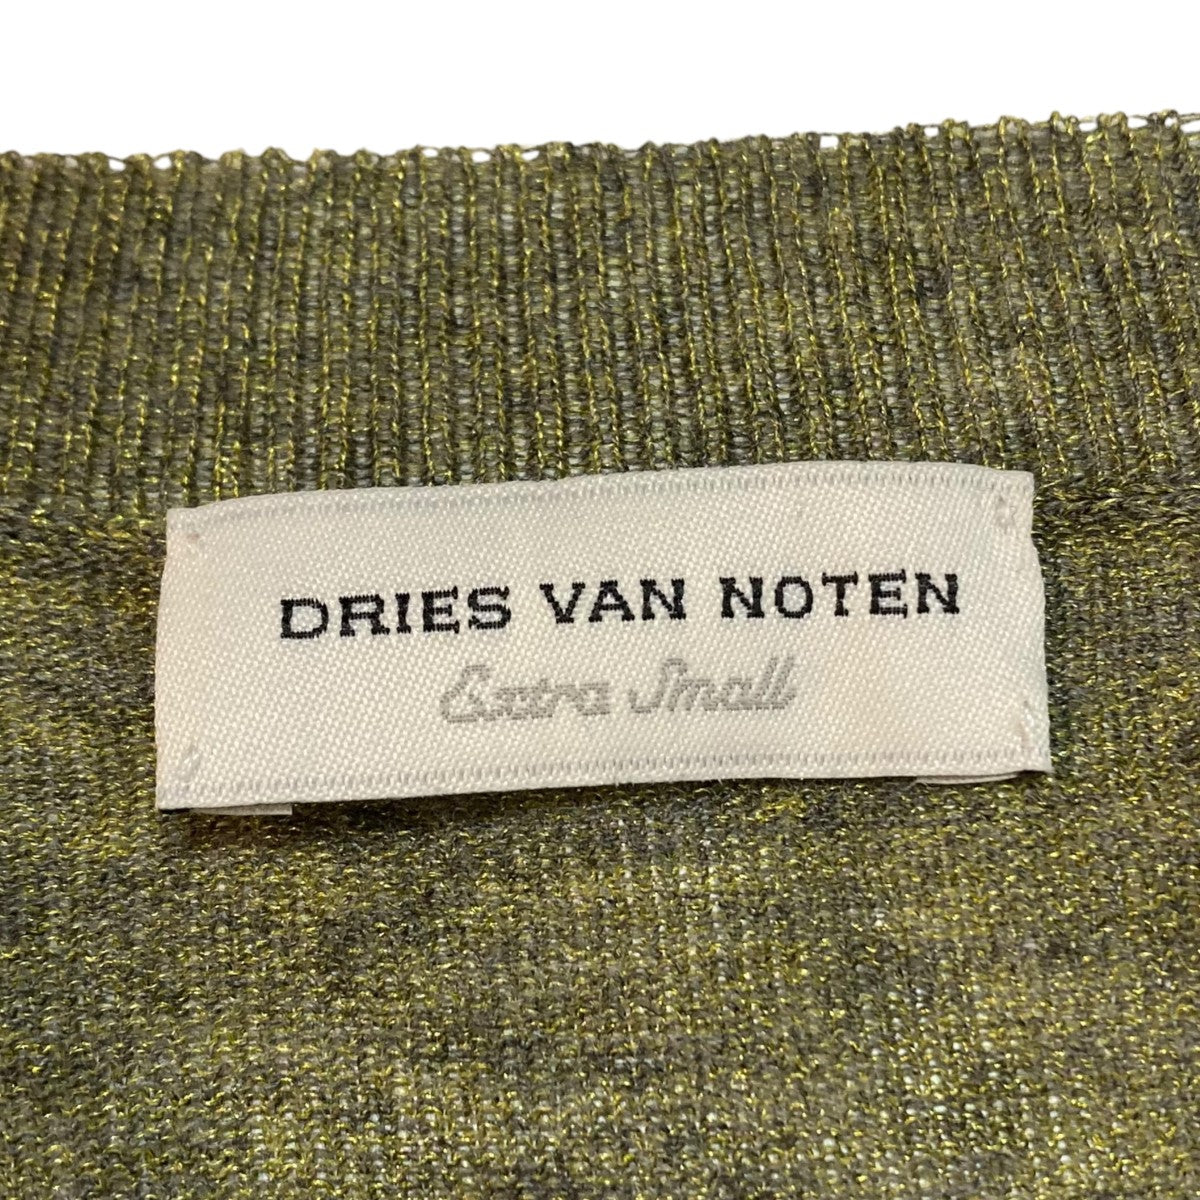 DRIES VAN NOTEN
Extra Small